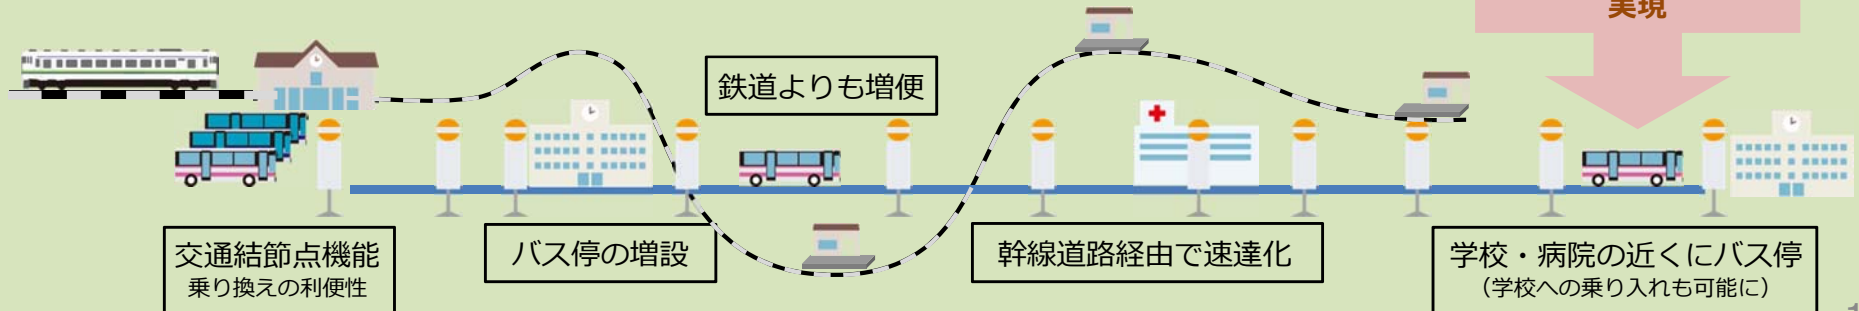 実現
鉄道よりも増便
交通結節点機能
乗り換えの利便性
バス停の増設
幹線道路経由で速達化
学校・病院の近くにバス停
(学校への乗り入れも可能に)